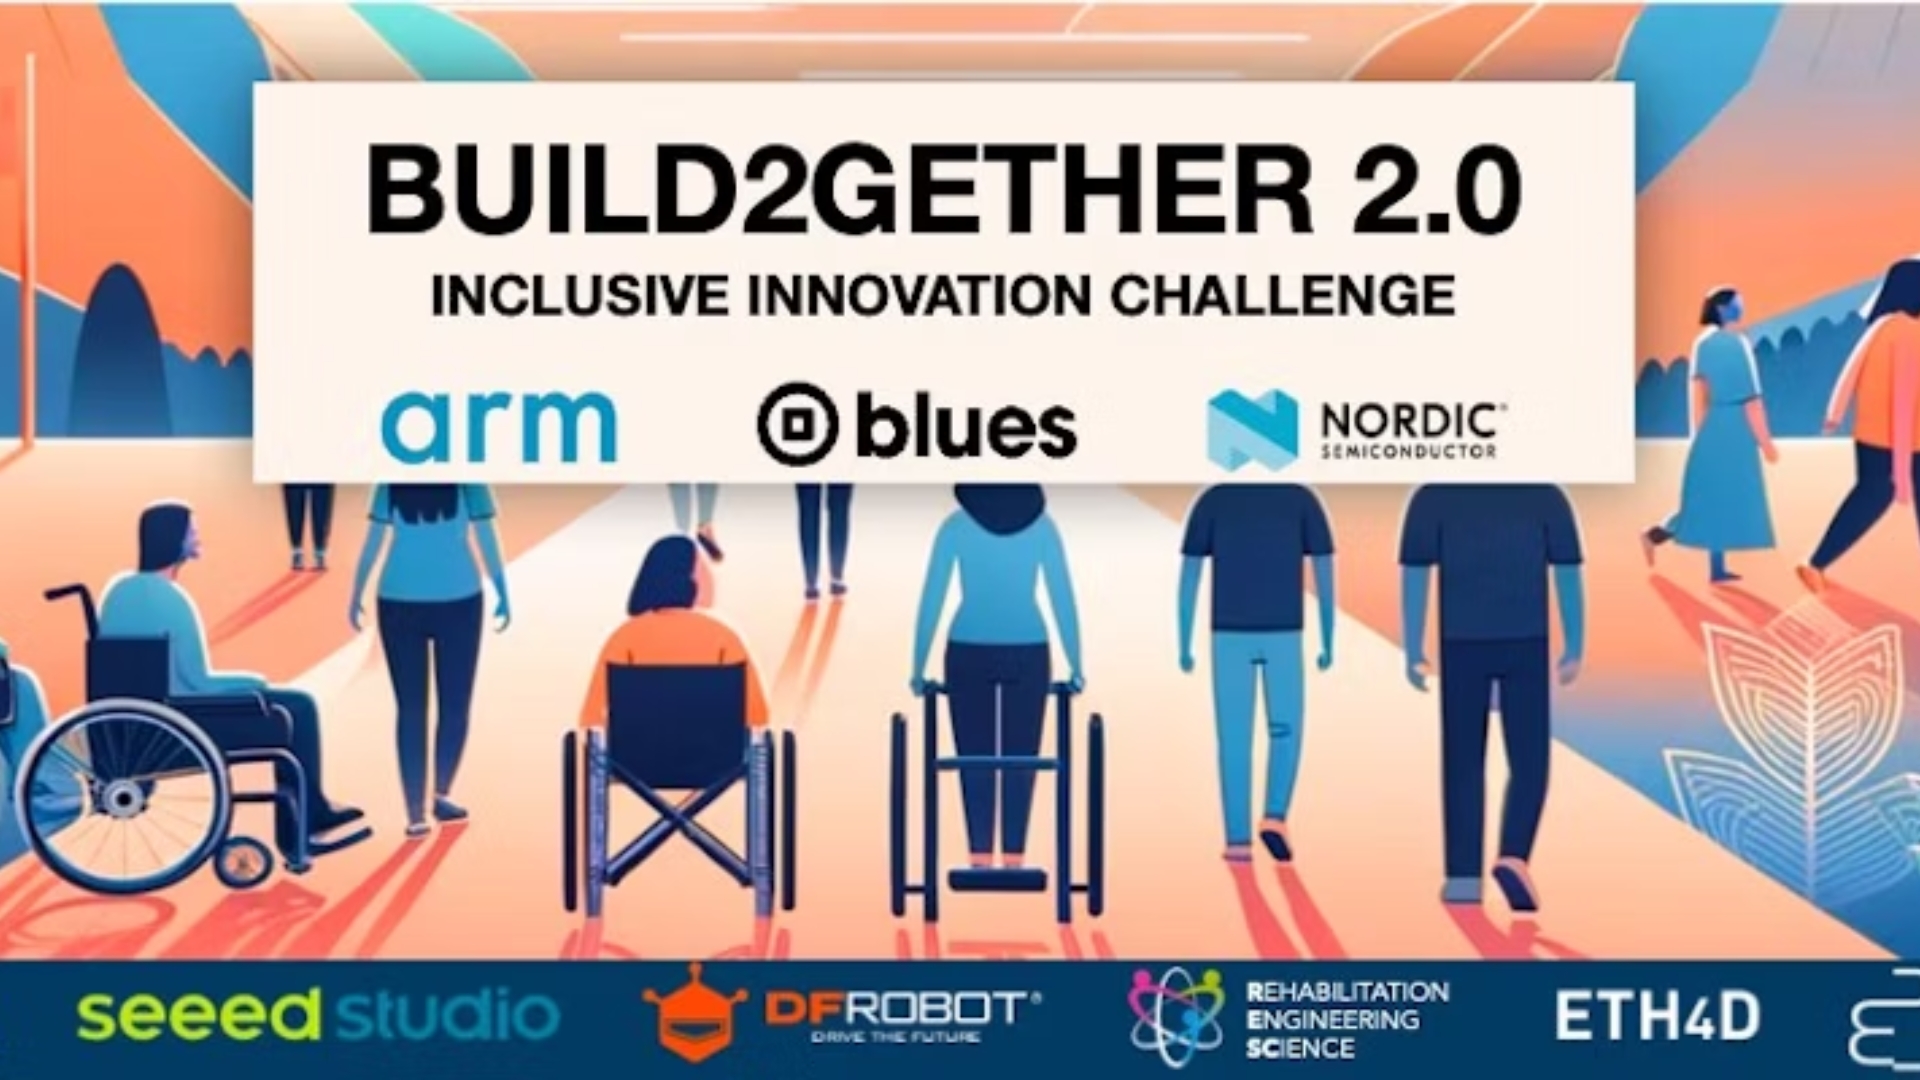 BUILD2GETHER 2.0
INCLUSIVE INNOVATION CHALLENGE
arm
blues
NORDIC®
SEMICONDUCTOR
seeed studio
DFROBOT®
DRIVE THE FUTURE
REHABILITATION
ENGINEERING
SCIENCE
ETH4D